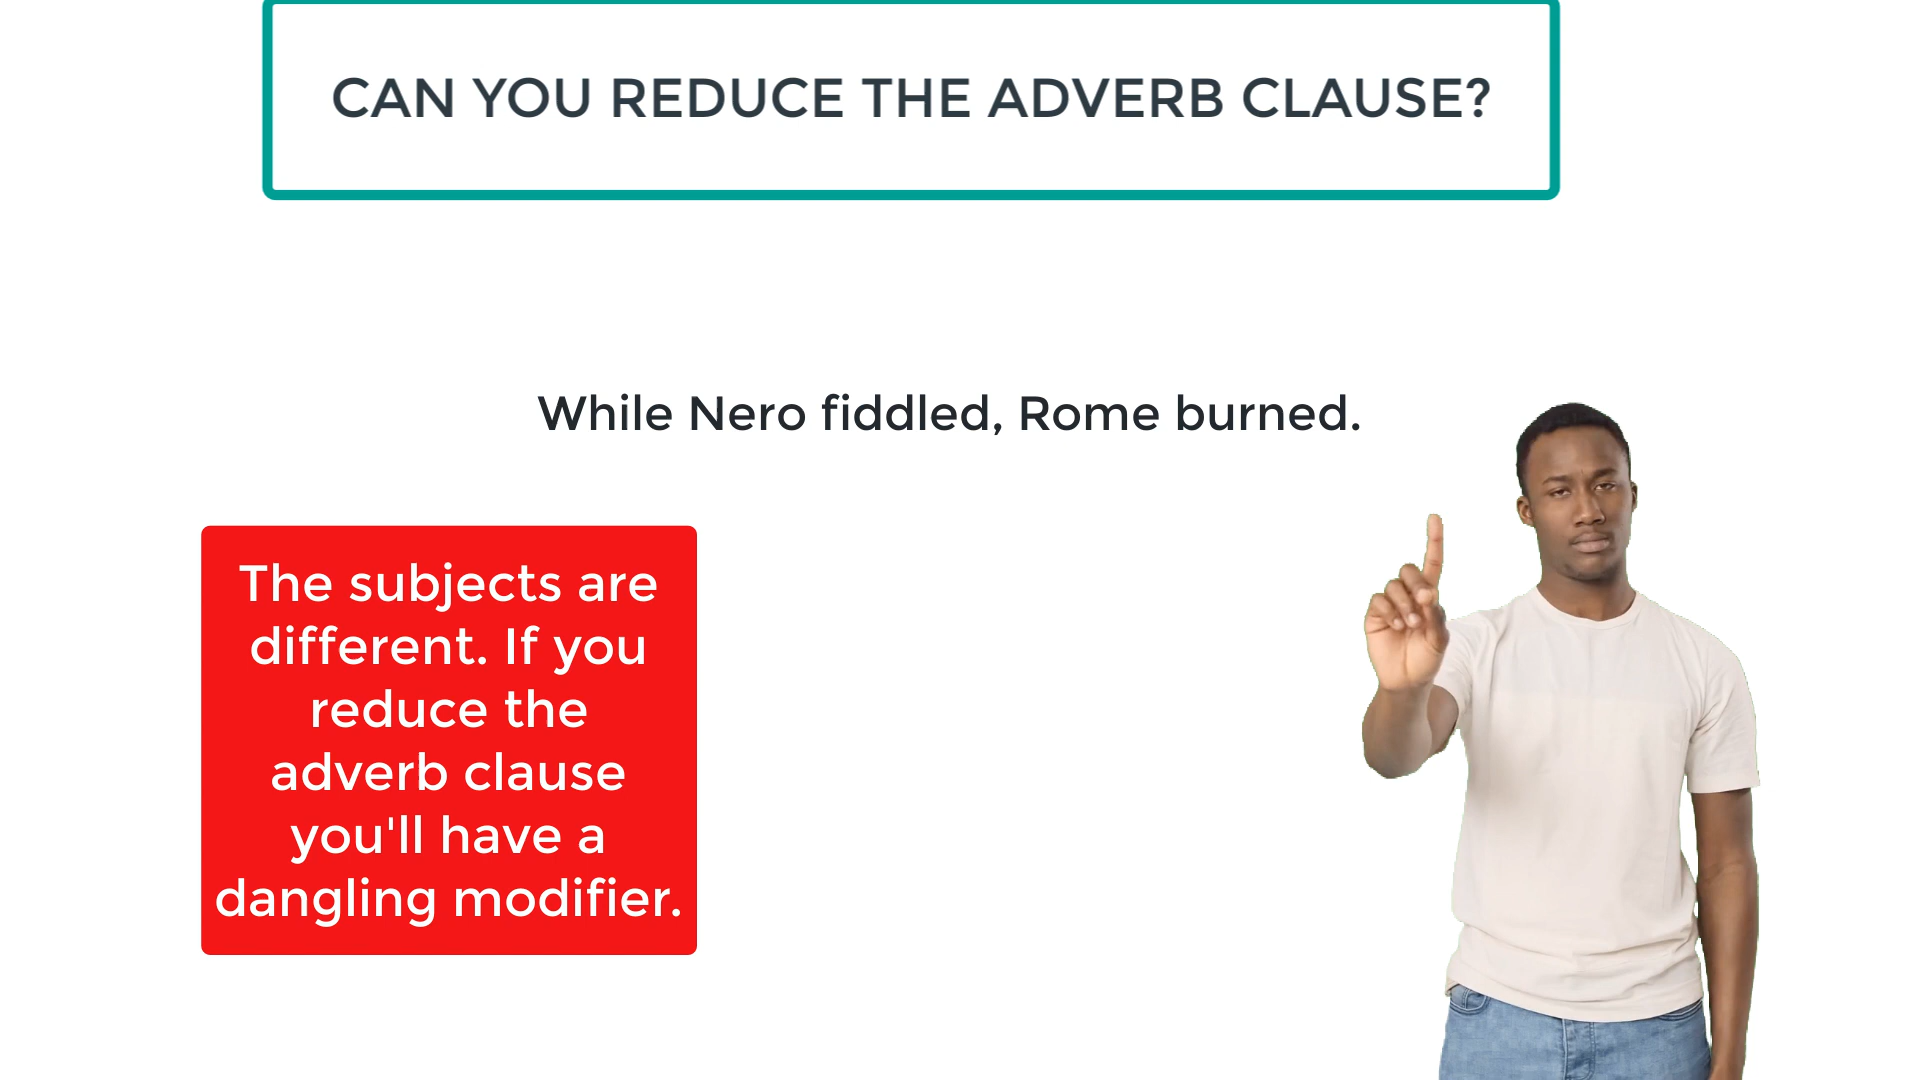 CAN YOU REDUCE THE ADVERB CLAUSE?
While Nero fiddled, Rome burned.
The subjects are
different. If you
reduce the
adverb clause
you'll have a
dangling modifier.